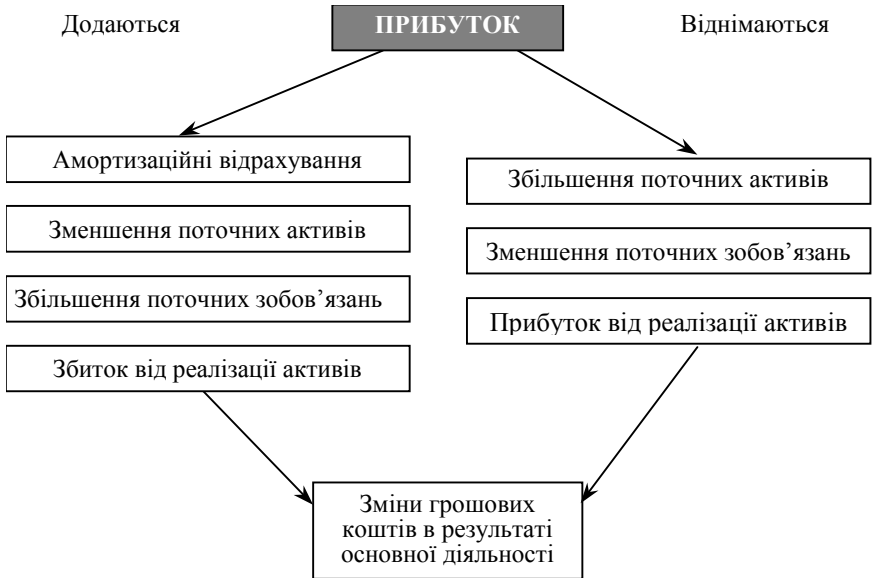 Додаються
ПРИБУТОК
Віднімаються
Амортизаційні відрахування
Зменшення поточних активів
Збільшення поточних зобов’язань
Збиток від реалізації активів
Збільшення поточних активів
Зменшення поточних зобов’язань
Прибуток від реалізації активів
Зміни грошових
коштів в результаті
основної діяльності